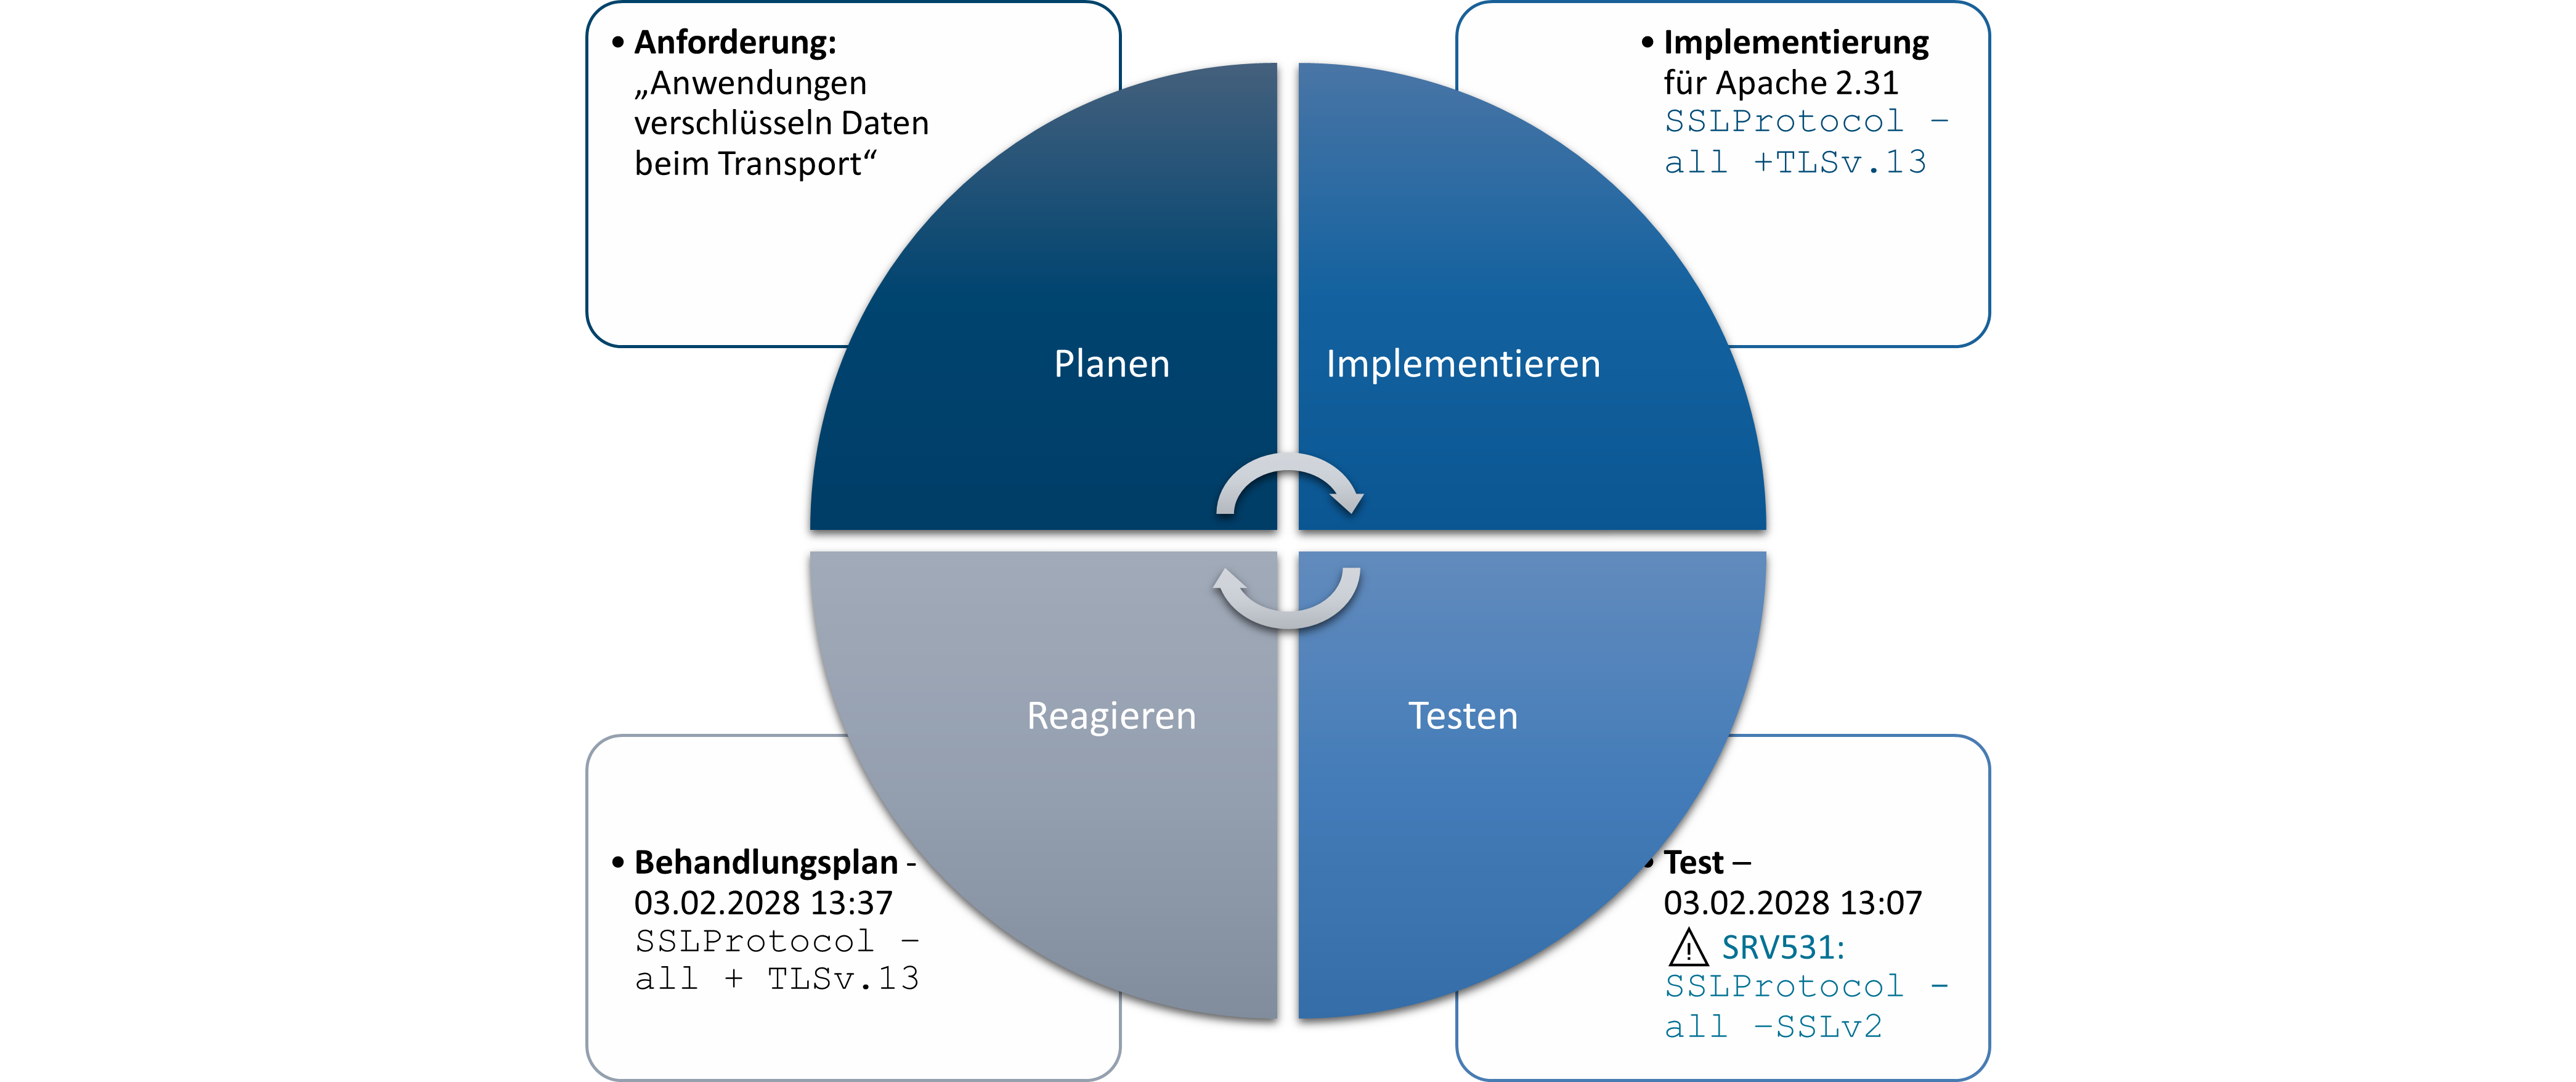 • Anforderung:
„Anwendungen
verschlüsseln Daten
beim Transport“
• Implementierung
für Apache 2.31
SSLProtocol –
all +TLSv.13
Planen
Implementieren
Reagieren
Testen
• Behandlungsplan -
03.02.2028 13:37
SSLProtocol –
all + TLSv.13
• Test –
03.02.2028 13:07
⚠ SRV531:
SSLProtocol -
all –SSLv2